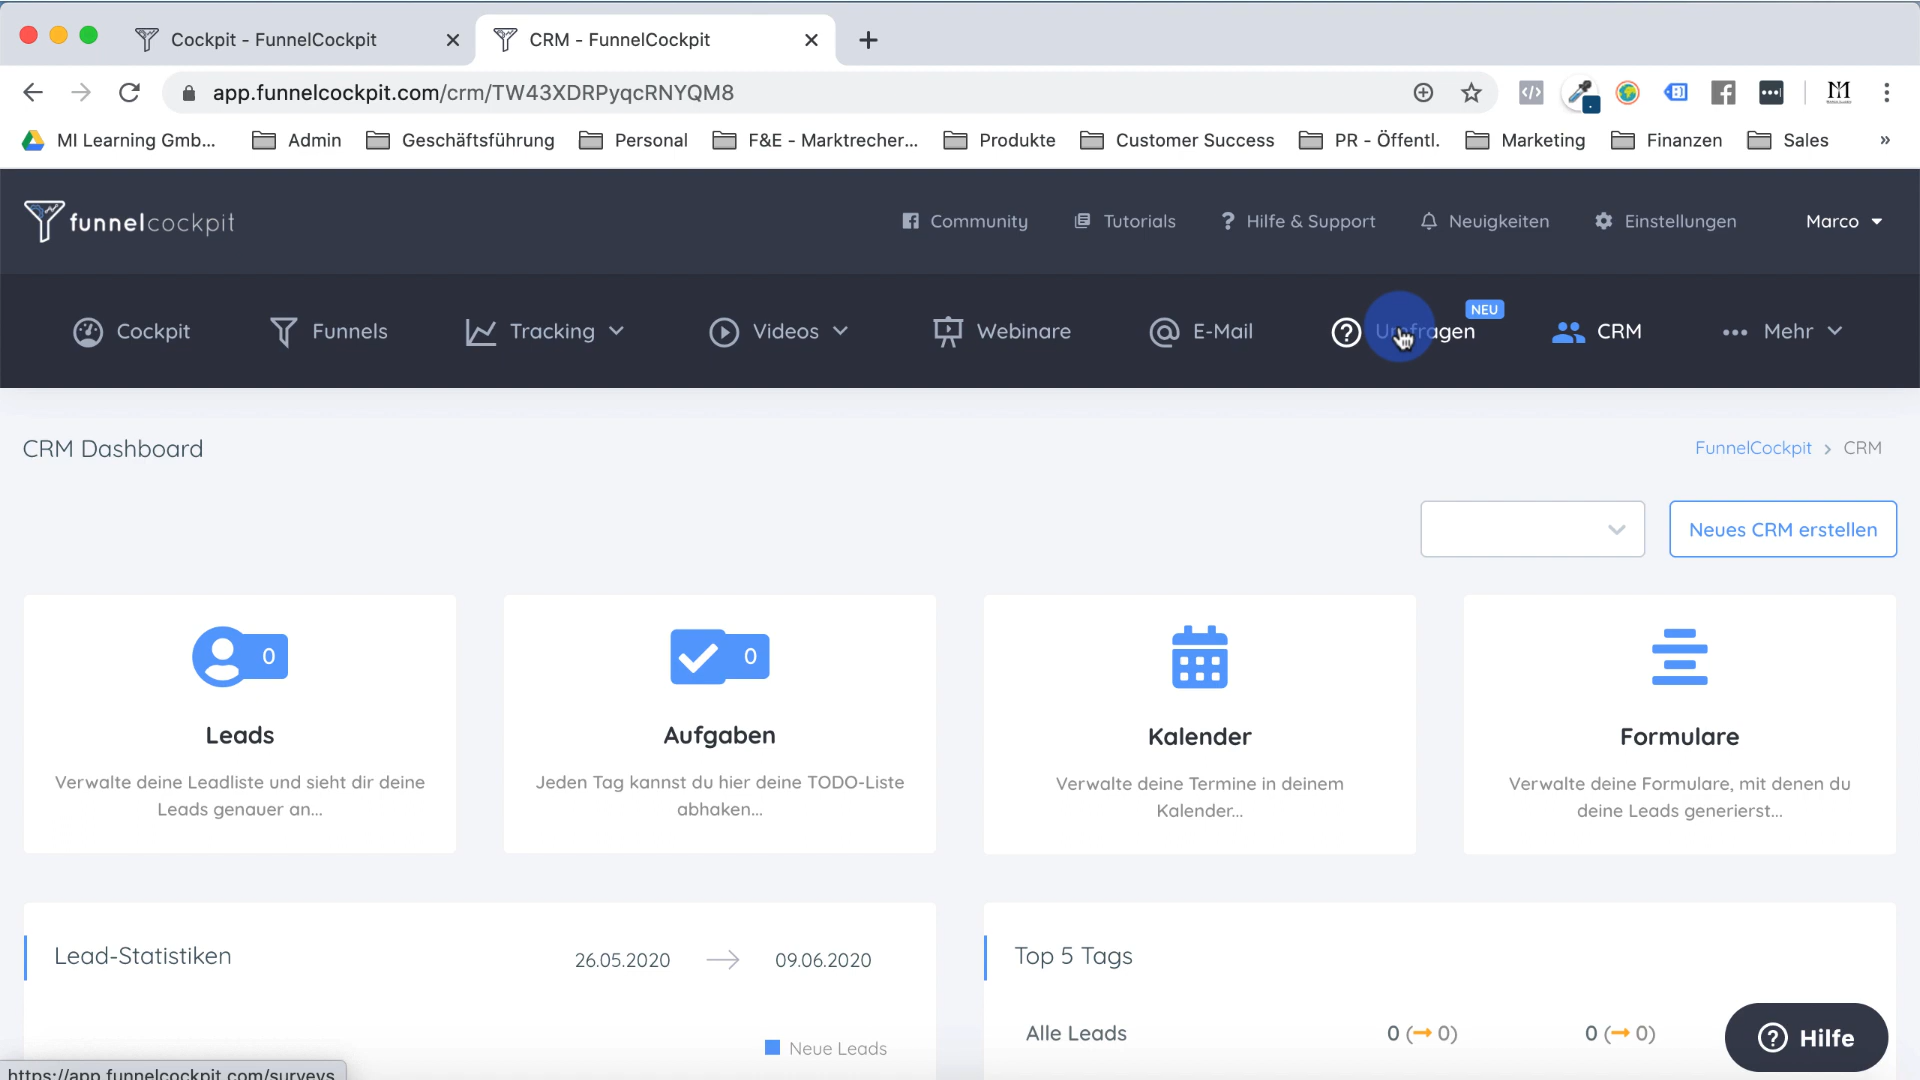 Cockpit - FunnelCockpit
CRM - FunnelCockpit
app.funnelcockpit.com/crm/TW43XDRPyqcRNYQM8
MI Learning Gmb...
Admin
Geschäftsführung
Personal
F&E - Marktrecher...
Produkte
Customer Success
PR - Öffentl.
Marketing
Finanzen
Sales
»
funnelcockpit
Community
Tutorials
Hilfe & Support
Neuigkeiten
Einstellungen
Marco
Cockpit
Funnels
Tracking
Videos
Webinare
E-Mail
Umfragen
NEU
CRM
Mehr
CRM Dashboard
FunnelCockpit > CRM
Neues CRM erstellen
0
Leads
Verwalte deine Leadliste und sieht dir deine
Leads genauer an...
0
Aufgaben
Jeden Tag kannst du hier deine TODO-Liste
abhaken...
Kalender
Verwalte deine Termine in deinem
Kalender...
Formulare
Verwalte deine Formulare, mit denen du
deine Leads generierst...
Lead-Statistiken
26.05.2020 → 09.06.2020
Neue Leads
Top 5 Tags
Alle Leads
0 (→ 0)
0 (→ 0)
Hilfe
https://app.funnelcockpit.com/surveys